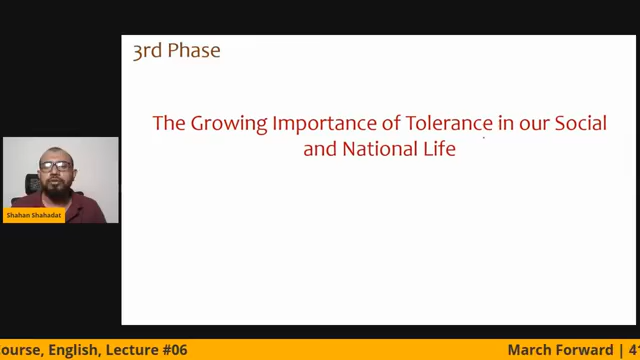 3rd Phase
The Growing Importance of Tolerance in our Social
and National Life
Shahan Shahadat
ourse, English, Lecture #06
March Forward | 4